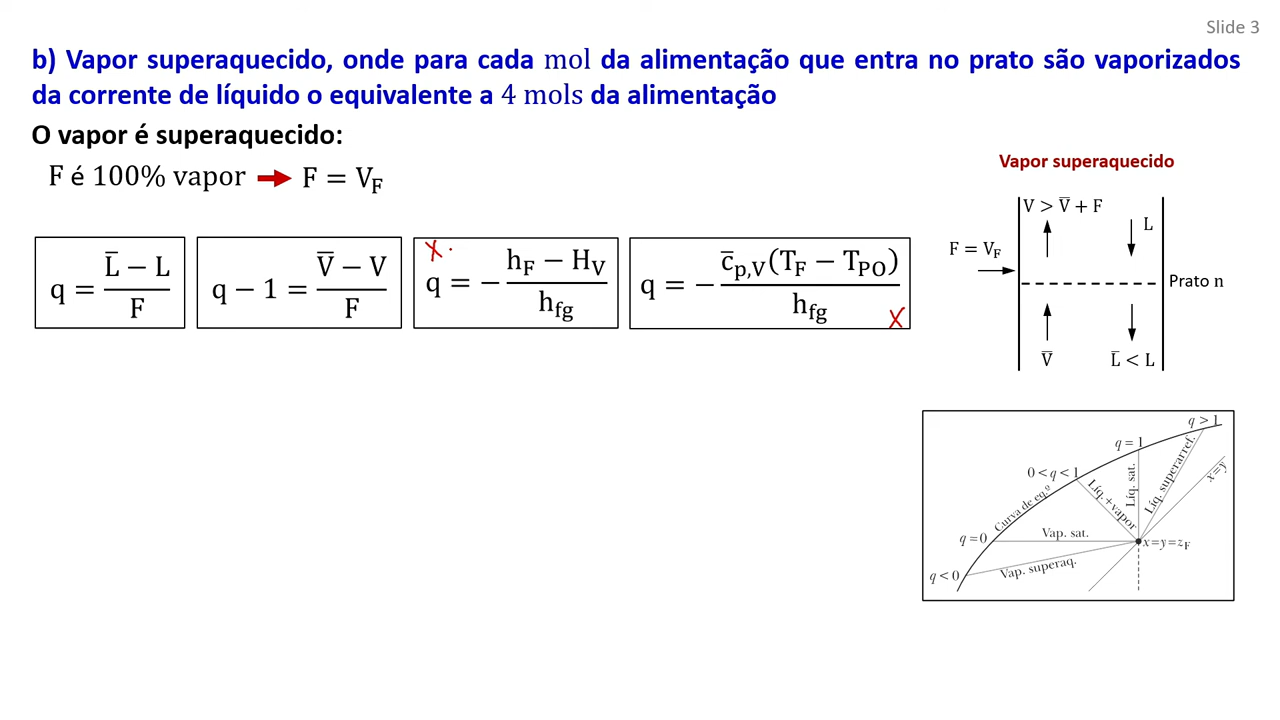 Slide 3
b) Vapor superaquecido, onde para cada mol da alimentação que entra no prato são vaporizados
da corrente de líquido o equivalente a 4 mols da alimentação
O vapor é superaquecido:
F é 100% vapor → F = V_F
q = (L̅ − L)/F
q − 1 = (V̅ − V)/F
X .
q = −(h_F − H_V)/h_fg
q = −(c̅_p,V(T_F − T_PO))/h_fg
X
Vapor superaquecido
V > V̅ + F
L
F = V_F
Prato n
V̅
L̅ < L
q > 1
q = 1
0 < q < 1
Curva de eq.º
Líq. + vapor
Líq. sat.
Líq. superarref.
x=y
q = 0
Vap. sat.
x = y = z_F
q < 0
Vap. superaq.